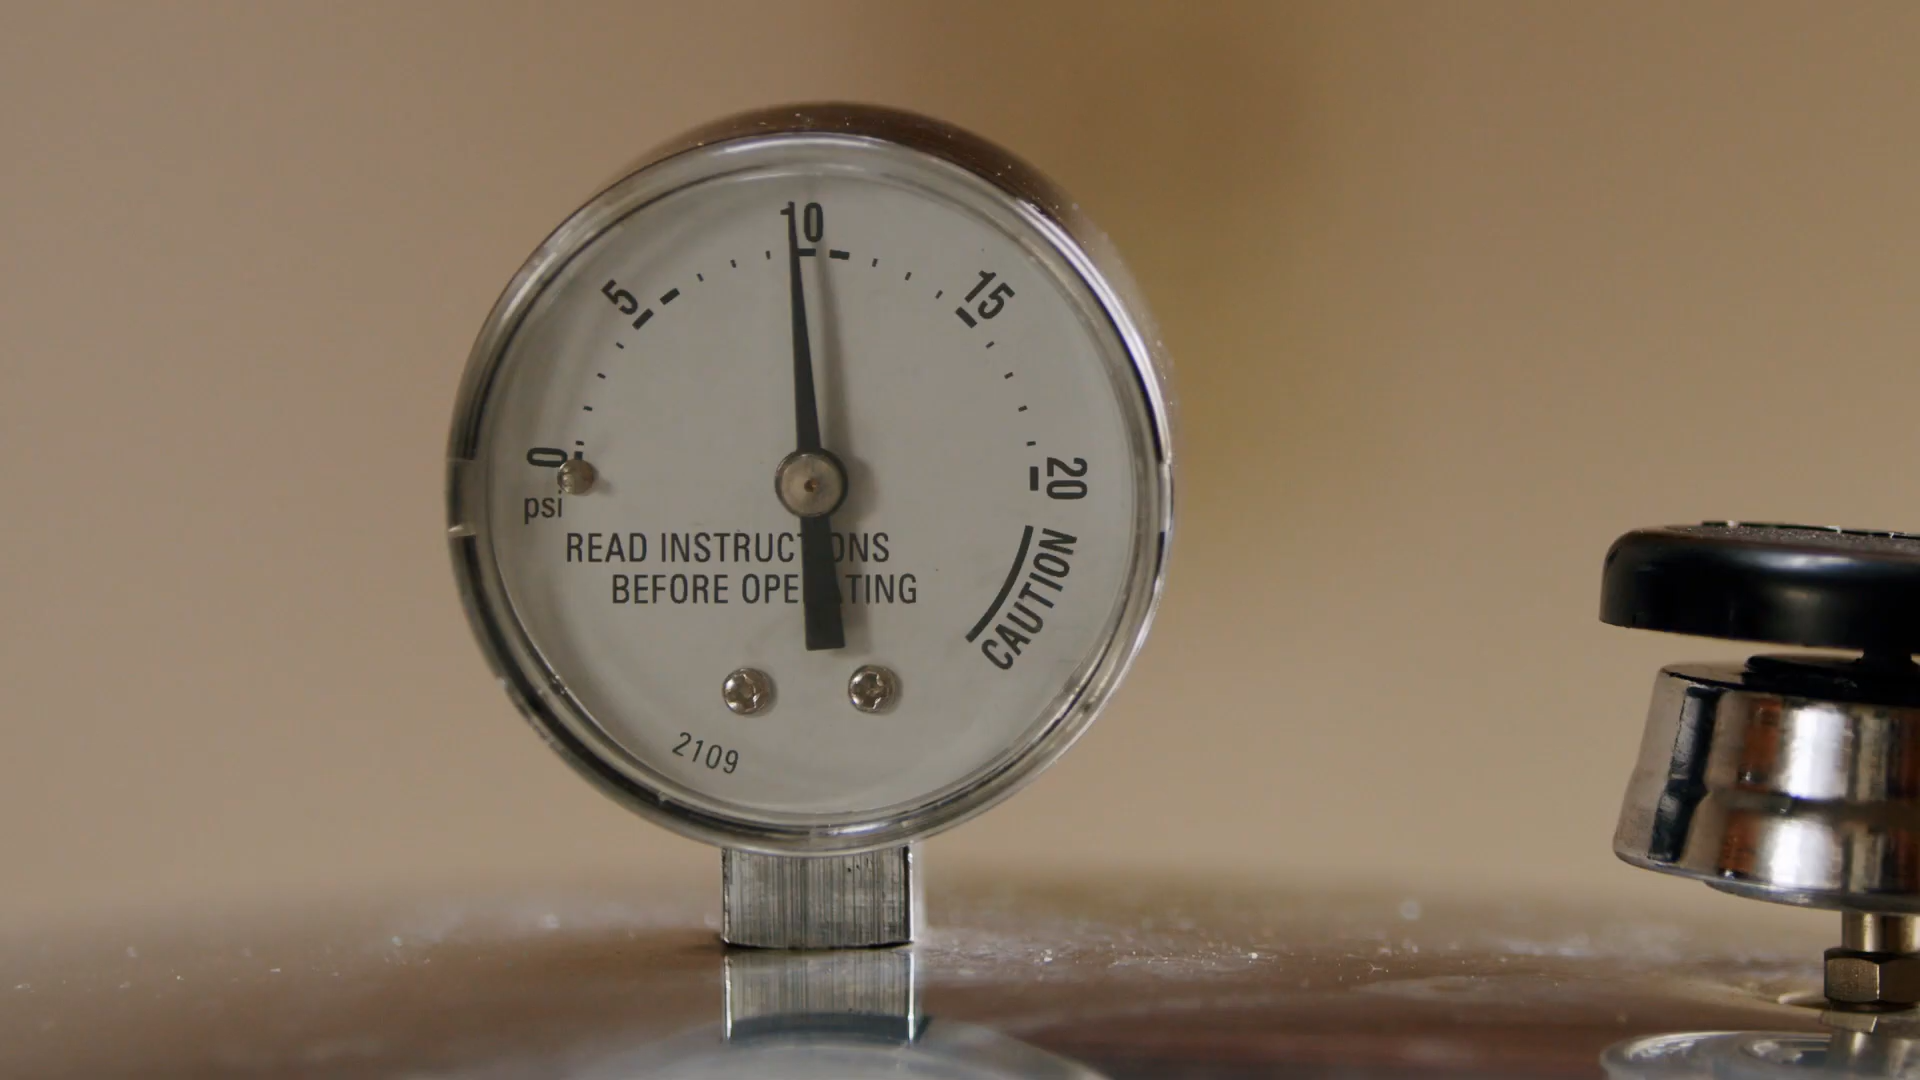 10
5
15
0
20
psi
READ INSTRUCTIONS
BEFORE OPERATING
CAUTION
2109